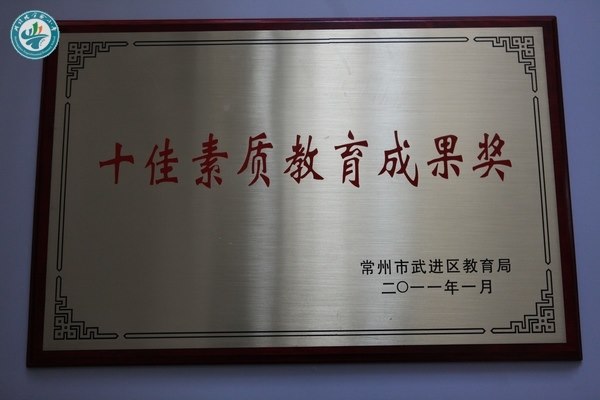 十佳素质教育成果奖
常州市武进区教育局
二〇一一年一月